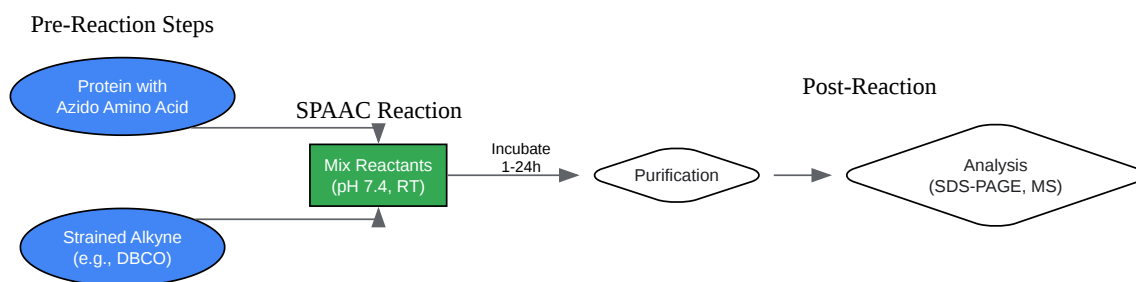 Pre-Reaction Steps
Protein with
Azido Amino Acid
SPAAC Reaction
Post-Reaction
Mix Reactants
(pH 7.4, RT)
Incubate
1-24h
Purification
Analysis
(SDS-PAGE, MS)
Strained Alkyne
(e.g., DBCO)